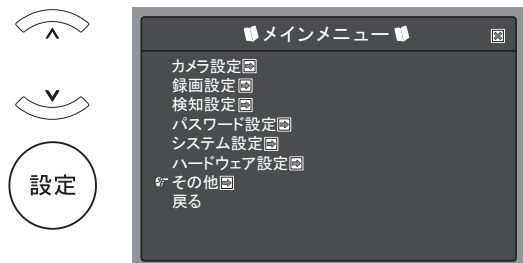 メインメニュー
カメラ設定
録画設定
検知設定
パスワード設定
システム設定
ハードウェア設定
その他
戻る
設定